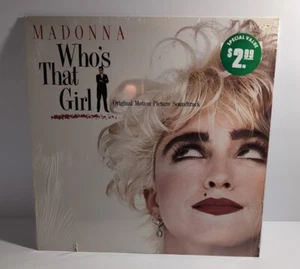 MADONNA
Who's
That
Girl
Original Motion Picture Soundtrack
SPECIAL VALUE
$2.99